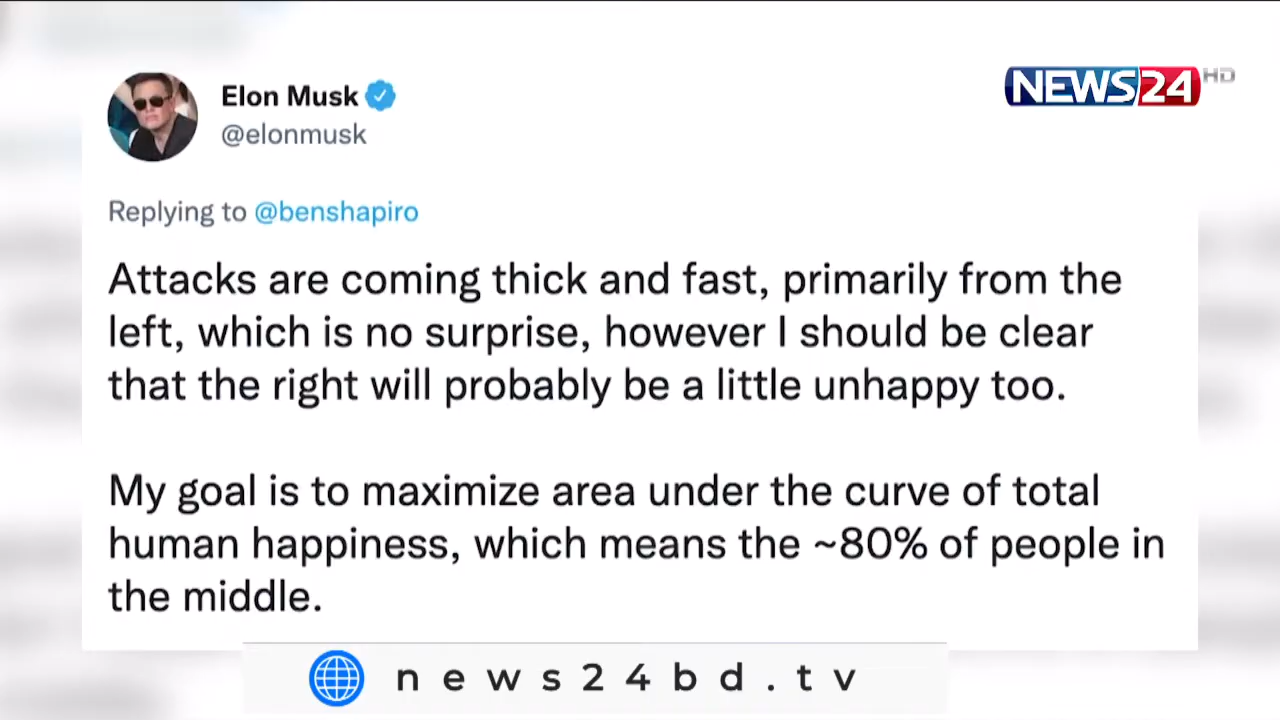 Elon Musk
@elonmusk
NEWS24 HD
Replying to @benshapiro
Attacks are coming thick and fast, primarily from the
left, which is no surprise, however I should be clear
that the right will probably be a little unhappy too.
My goal is to maximize area under the curve of total
human happiness, which means the ~80% of people in
the middle.
news24bd.tv